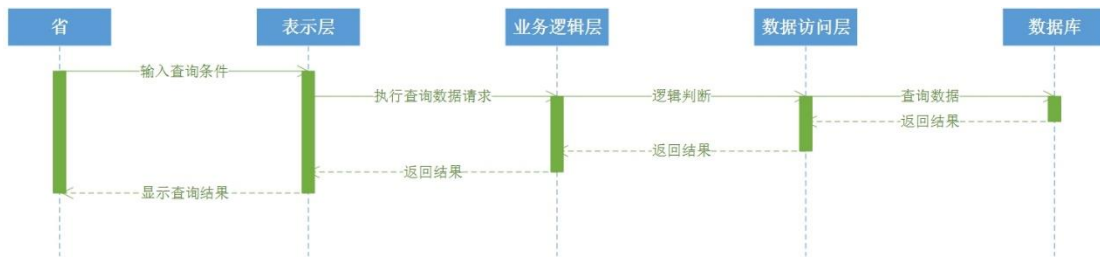 省
表示层
业务逻辑层
数据访问层
数据库
输入查询条件
执行查询数据请求
逻辑判断
查询数据
返回结果
返回结果
返回结果
显示查询结果